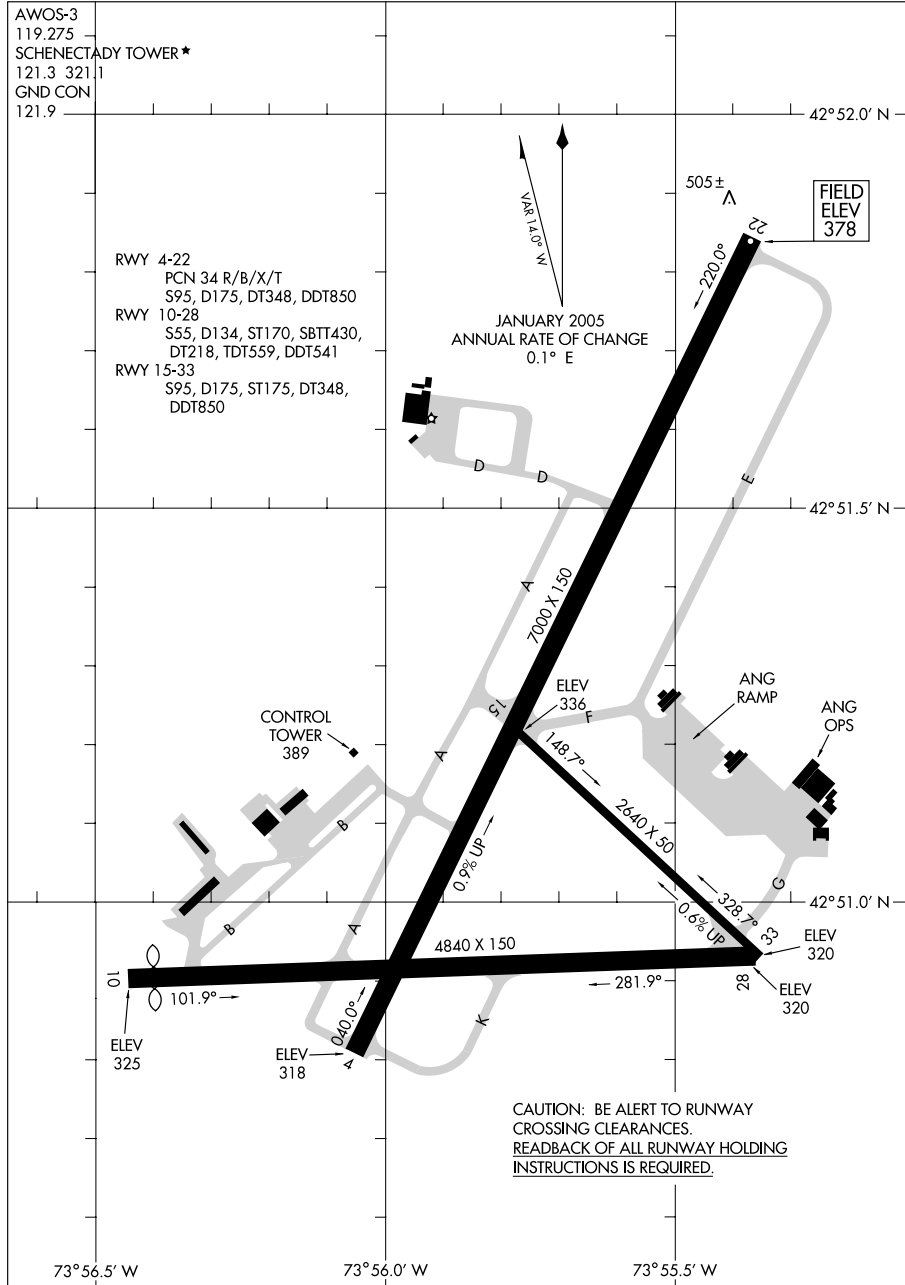 AWOS-3
119.275
SCHENECTADY TOWER★
121.3 321.1
GND CON
121.9
42°52.0' N
VAR 14.0° W
505 ±
22
FIELD
ELEV
378
220.0°
RWY 4-22
PCN 34 R/B/X/T
S95, D175, DT348, DDT850
RWY 10-28
S55, D134, ST170, SBTT430,
DT218, TDT559, DDT541
RWY 15-33
S95, D175, ST175, DT348,
DDT850
JANUARY 2005
ANNUAL RATE OF CHANGE
0.1° E
D
D
E
42°51.5' N
A
7000 X 150
15
ELEV
336
F
ANG
RAMP
ANG
OPS
CONTROL
TOWER
389
A
148.7°
2640 X 50
B
0.9% UP
G
42°51.0' N
B
A
328.7°
0.6% UP
33
4840 X 150
ELEV
320
10
101.9°
281.9°
28
ELEV
320
K
040.0°
ELEV
325
ELEV
318
4
CAUTION: BE ALERT TO RUNWAY
CROSSING CLEARANCES.
READBACK OF ALL RUNWAY HOLDING
INSTRUCTIONS IS REQUIRED.
73°56.5' W
73°56.0' W
73°55.5' W